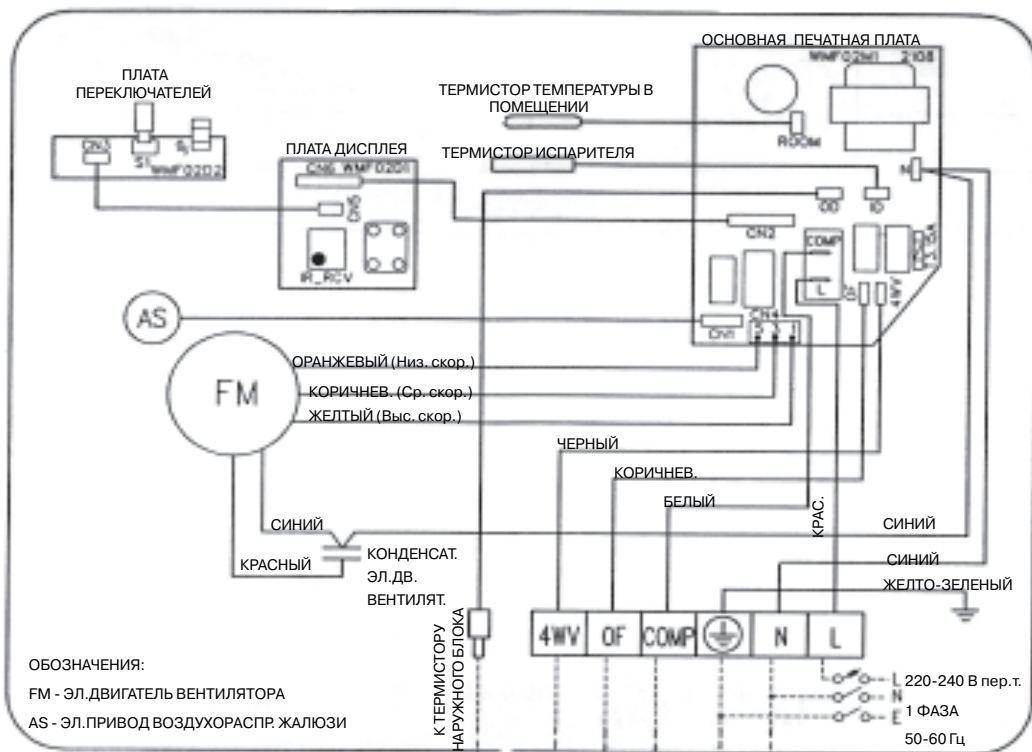 ОСНОВНАЯ ПЕЧАТНАЯ ПЛАТА
WMF02M1 2108
ПЛАТА
ПЕРЕКЛЮЧАТЕЛЕЙ
ТЕРМИСТОР ТЕМПЕРАТУРЫ В
ПОМЕЩЕНИИ
ROOM
CN3
S1
WMF0202
ПЛАТА ДИСПЛЕЯ
ТЕРМИСТОР ИСПАРИТЕЛЯ
CN6 WMF0201
N
CN5
OD
ID
CN2
COMP
IR_RCV
L
OF
4WV
AS
CN1
CN4
FM
ОРАНЖЕВЫЙ (Низ. скор.)
КОРИЧНЕВ. (Ср. скор.)
ЖЕЛТЫЙ (Выс. скор.)
ЧЕРНЫЙ
КОРИЧНЕВ.
БЕЛЫЙ
КРАС.
СИНИЙ
СИНИЙ
КРАСНЫЙ
КОНДЕНСАТ.
ЭЛ.ДВ.
ВЕНТИЛЯТ.
СИНИЙ
ЖЕЛТО-ЗЕЛЕНЫЙ
К ТЕРМИСТОРУ
НАРУЖНОГО БЛОКА
4WV OF COMP N L
ОБОЗНАЧЕНИЯ:
FM - ЭЛ.ДВИГАТЕЛЬ ВЕНТИЛЯТОРА
AS - ЭЛ.ПРИВОД ВОЗДУХОРАСПР. ЖАЛЮЗИ
L 220-240 В пер.т.
N
E 1 ФАЗА
50-60 Гц